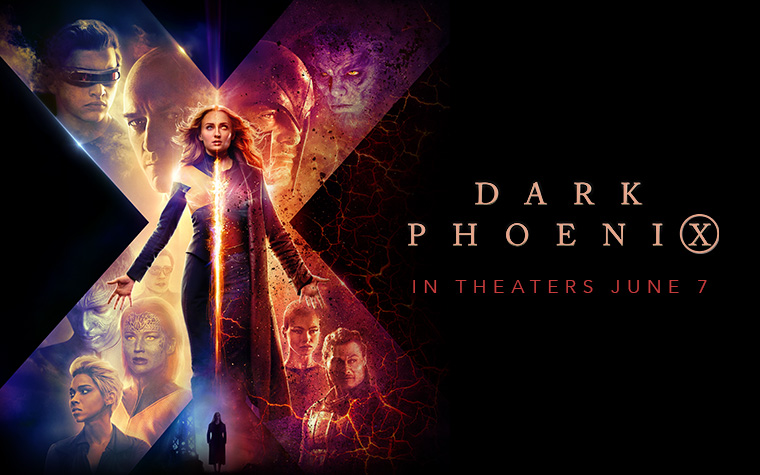 DARK
PHOENIX
IN THEATERS JUNE 7